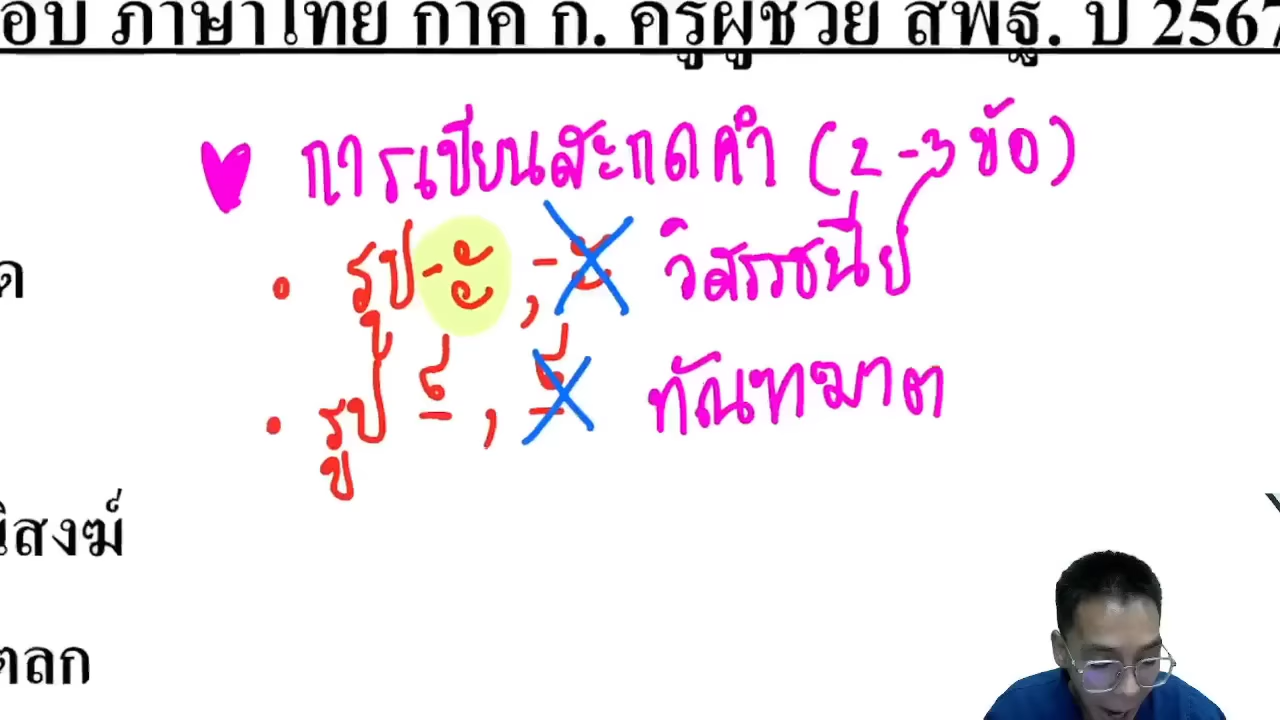 อบ ภาษาไทย ภาค ก. ครูผู้ช่วย สพฐ. ปี 2567
การเขียนสะกดคำ (2-3 ข้อ)
ด
• รูป -ะ , วิสรรชนีย์
• รูป -์ , ทัณฑฆาต
นิสงฆ์
ตลก